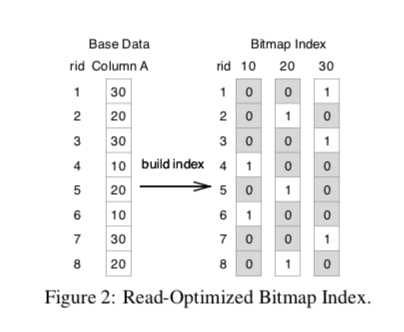 Base Data Bitmap Index
rid Column A rid 10 20 30
1 30 1 0 0 1
2 20 2 0 1 0
3 30 3 0 0 1
4 10 build index 4 1 0 0
5 20 5 0 1 0
6 10 6 1 0 0
7 30 7 0 0 1
8 20 8 0 1 0
Figure 2: Read-Optimized Bitmap Index.